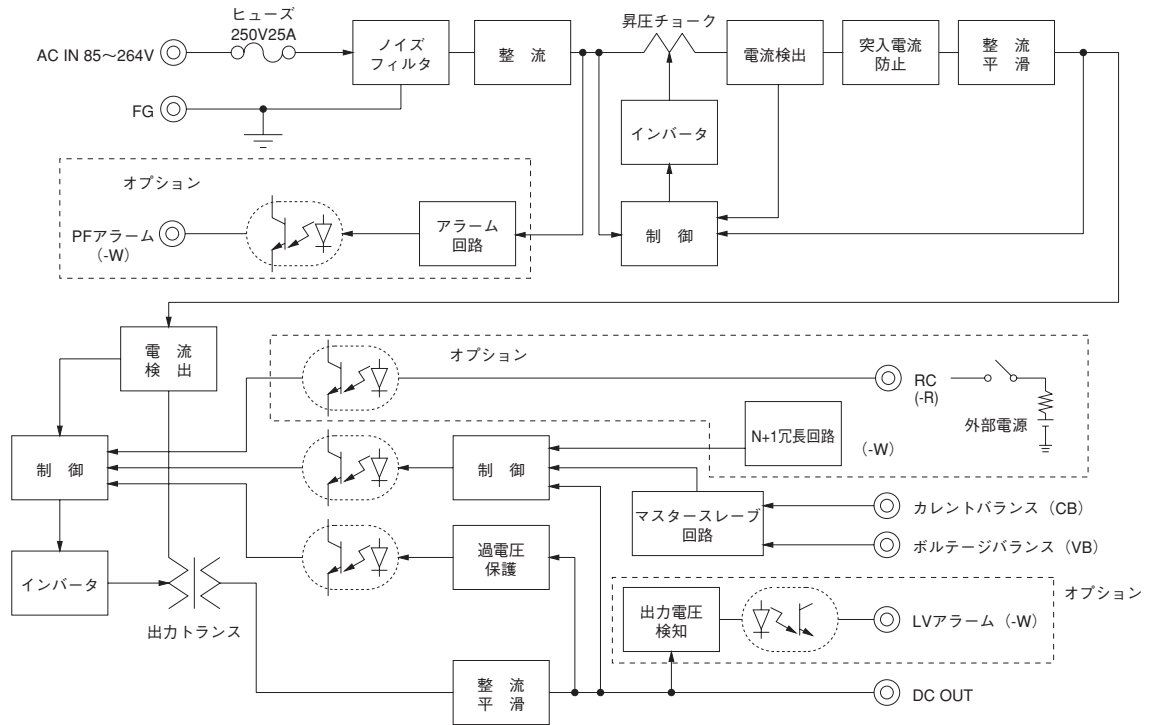 ヒューズ
250V25A
AC IN 85～264V
ノイズ
フィルタ
整 流
昇圧チョーク
電流検出
突入電流
防止
整 流
平 滑
FG
インバータ
オプション
PFアラーム
(-W)
アラーム
回路
制 御
電 流
検 出
オプション
RC
(-R)
外部電源
N+1冗長回路
(-W)
制 御
制 御
マスタースレーブ
回路
カレントバランス（CB）
ボルテージバランス（VB）
インバータ
過電圧
保護
出力トランス
オプション
出力電圧
検知
LVアラーム（-W）
整 流
平 滑
DC OUT